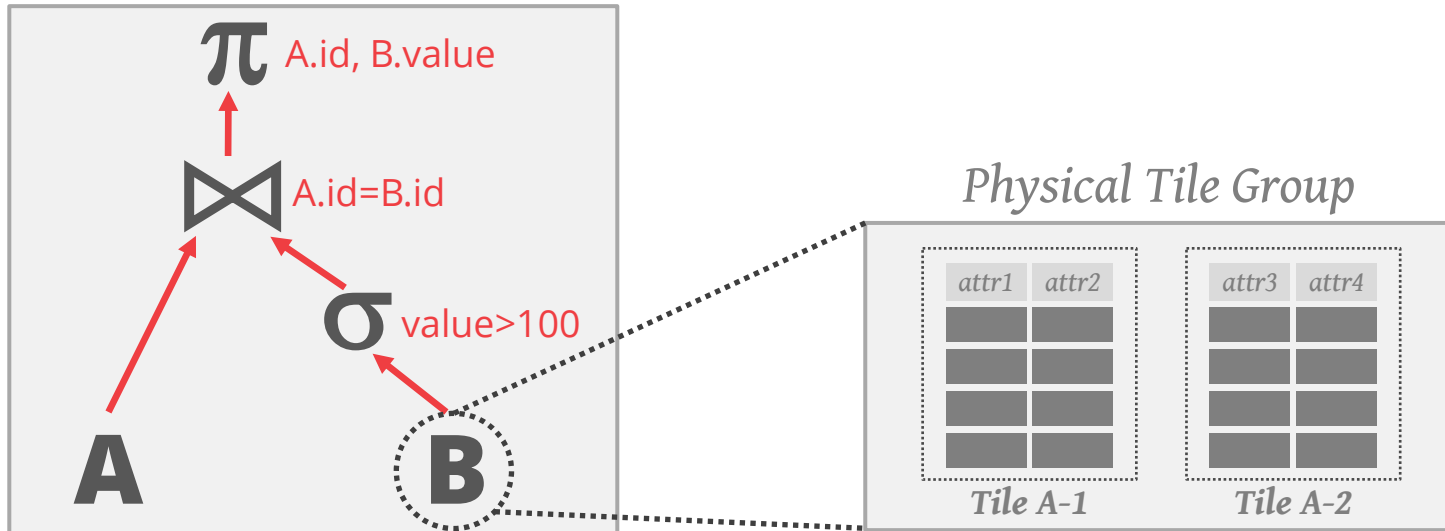 π A.id, B.value
⋈ A.id=B.id
σ value>100
A
B
Physical Tile Group
attr1 attr2 attr3 attr4
Tile A-1 Tile A-2